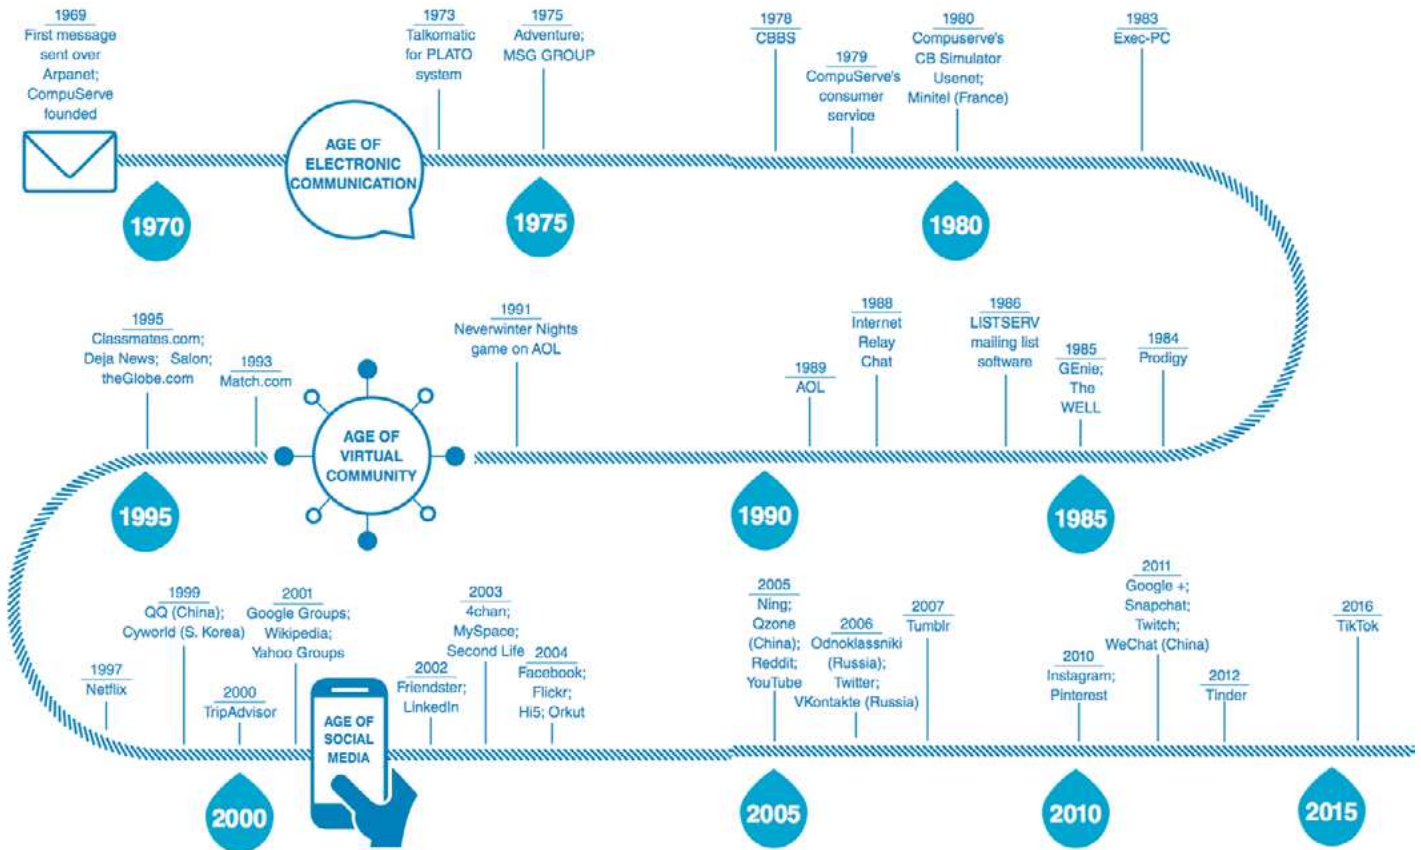 1969
First message
sent over
Arpanet;
CompuServe
founded
AGE OF
ELECTRONIC
COMMUNICATION
1973
Talkomatic
for PLATO
system
1975
Adventure;
MSG GROUP
1978
CBBS
1979
CompuServe's
consumer
service
1980
Compuserve's
CB Simulator
Usenet;
Minitel (France)
1983
Exec-PC
1970
1975
1980
1984
Prodigy
1985
GEnie;
The
WELL
1986
LISTSERV
mailing list
software
1988
Internet
Relay
Chat
1989
AOL
1991
Neverwinter Nights
game on AOL
AGE OF
VIRTUAL
COMMUNITY
1993
Match.com
1995
Classmates.com;
Deja News; Salon;
theGlobe.com
1985
1990
1995
1997
Netflix
1999
QQ (China);
Cyworld (S. Korea)
2000
TripAdvisor
2001
Google Groups;
Wikipedia;
Yahoo Groups
AGE OF
SOCIAL
MEDIA
2002
Friendster;
LinkedIn
2003
4chan;
MySpace;
Second Life
2004
Facebook;
Flickr;
Hi5; Orkut
2005
Ning;
Qzone
(China);
Reddit;
YouTube
2006
Odnoklassniki
(Russia);
Twitter;
VKontakte (Russia)
2007
Tumblr
2010
Instagram;
Pinterest
2011
Google +;
Snapchat;
Twitch;
WeChat (China)
2012
Tinder
2016
TikTok
2000
2005
2010
2015